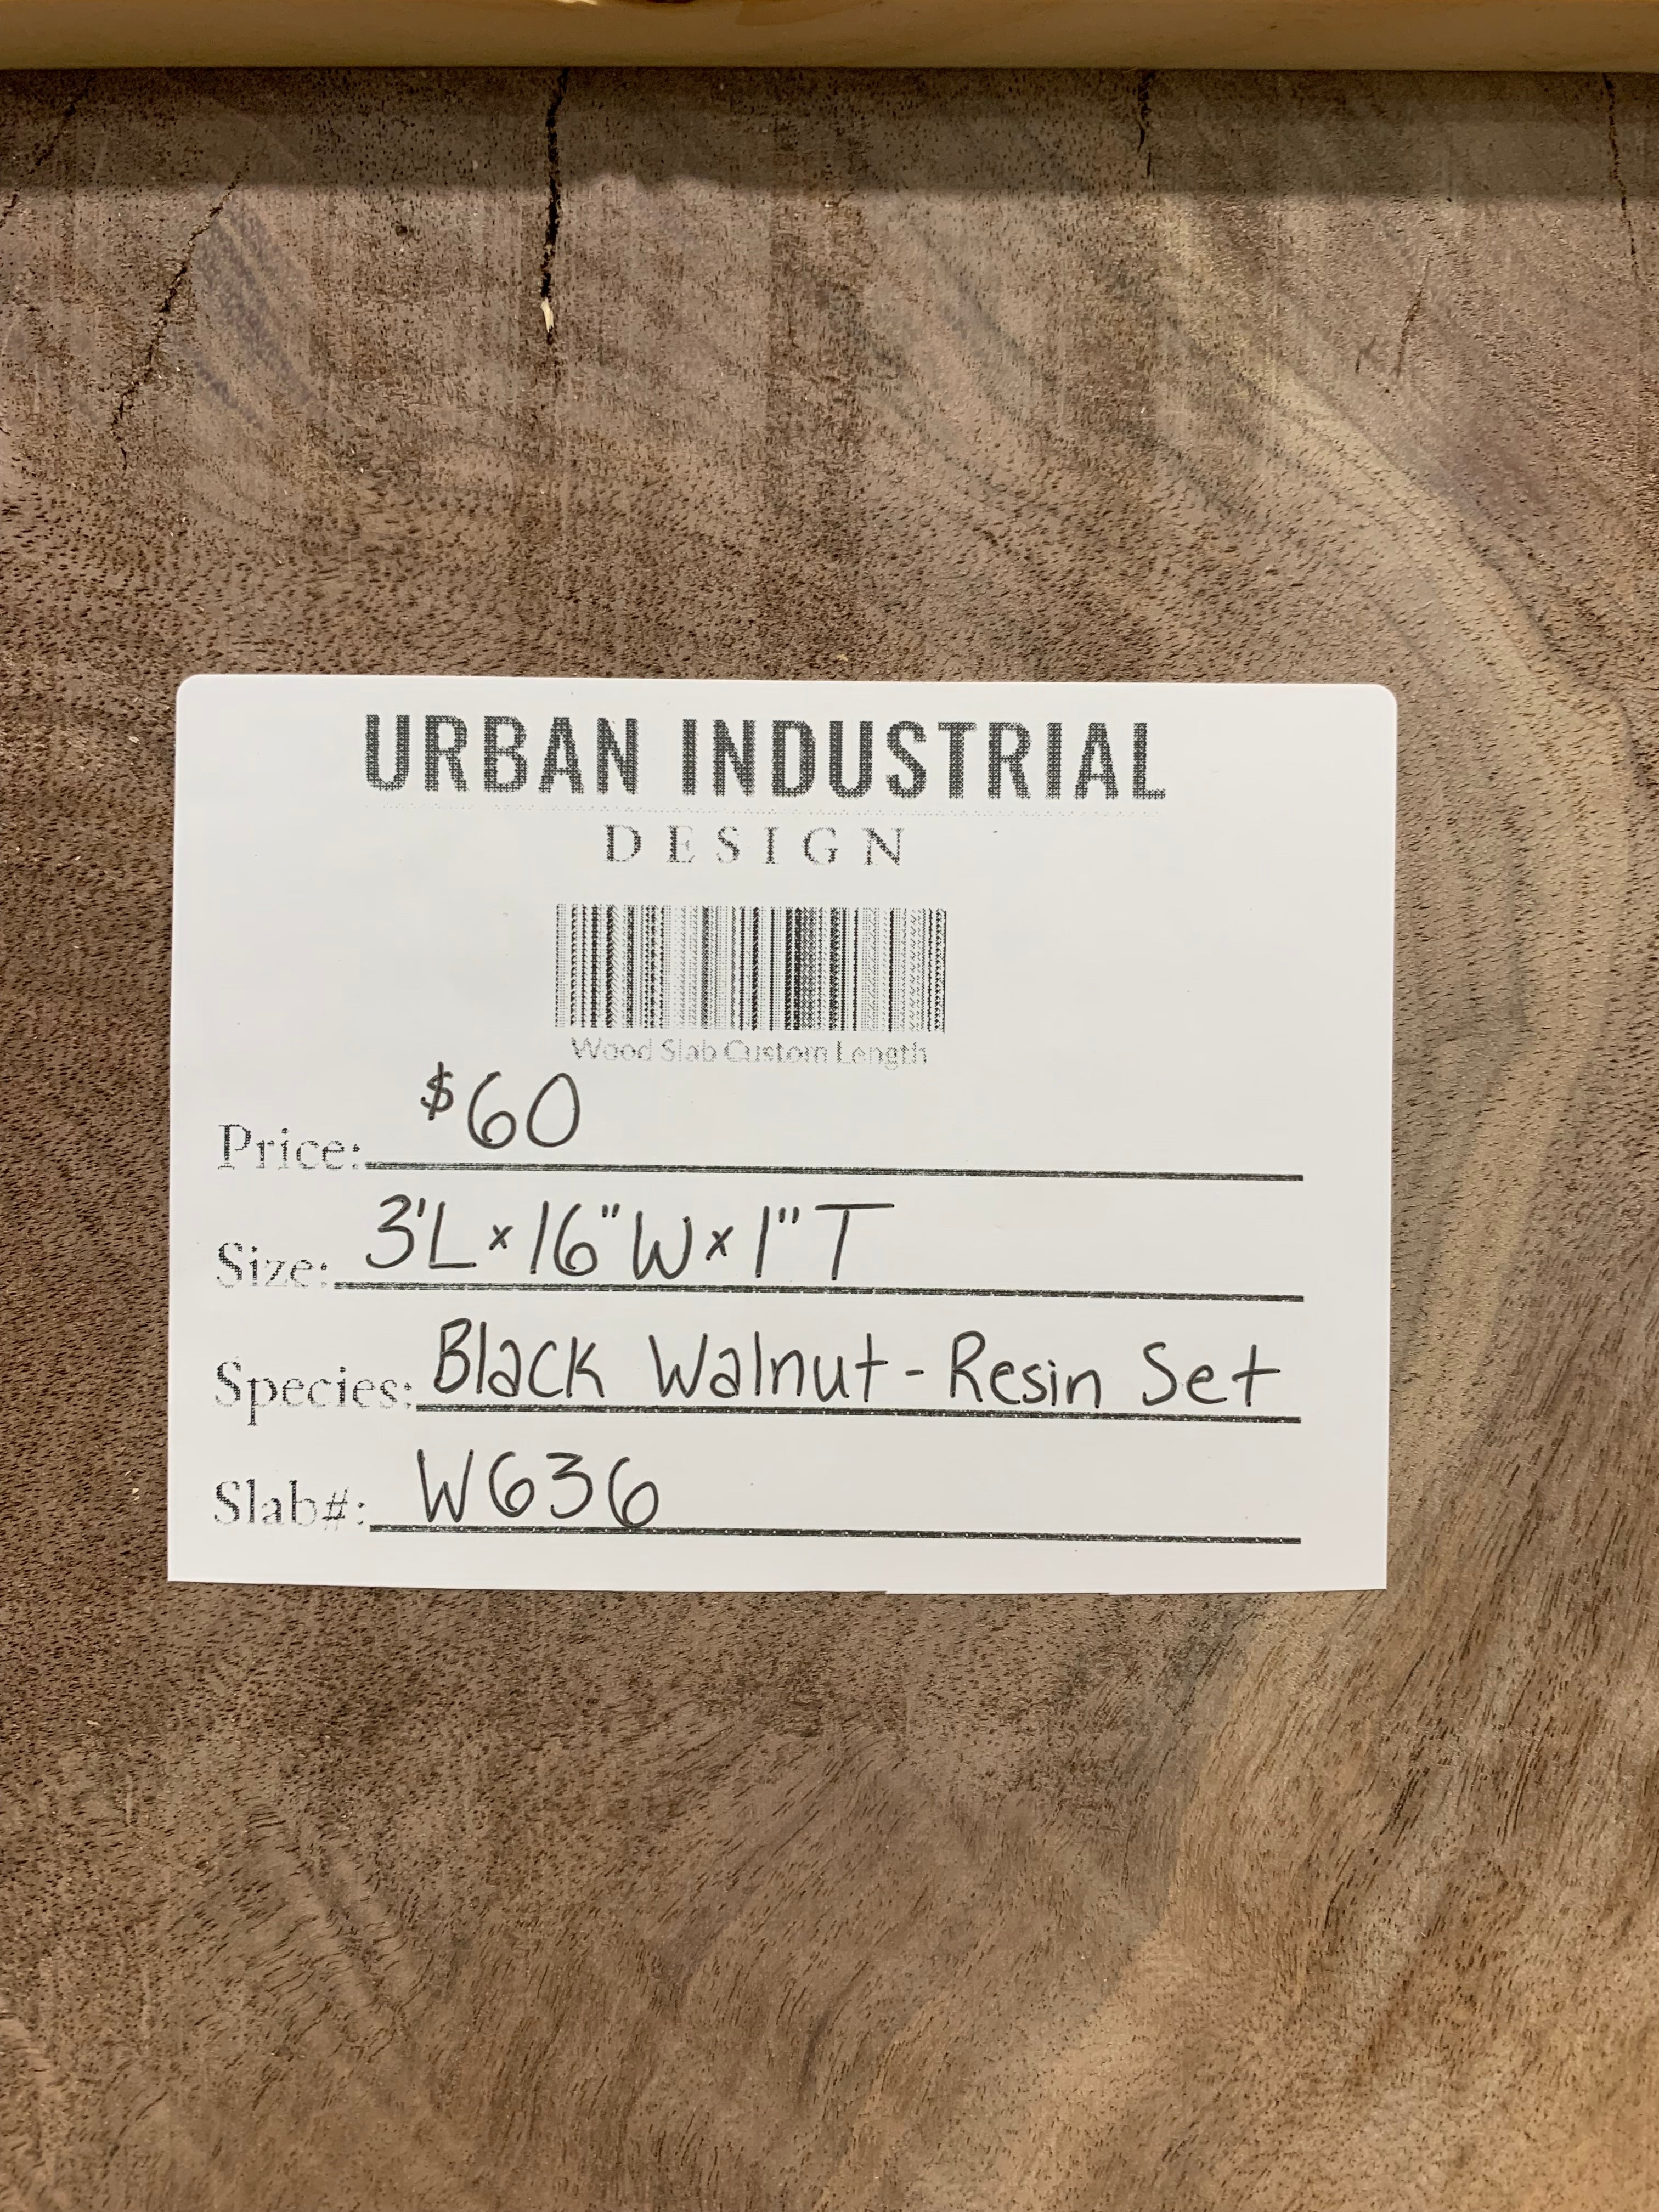 URBAN INDUSTRIAL
DESIGN
Wood Slab Custom Length
Price: $60
Size: 3'L x 16" W x 1" T
Species: Black Walnut - Resin Set
Slab#: W636